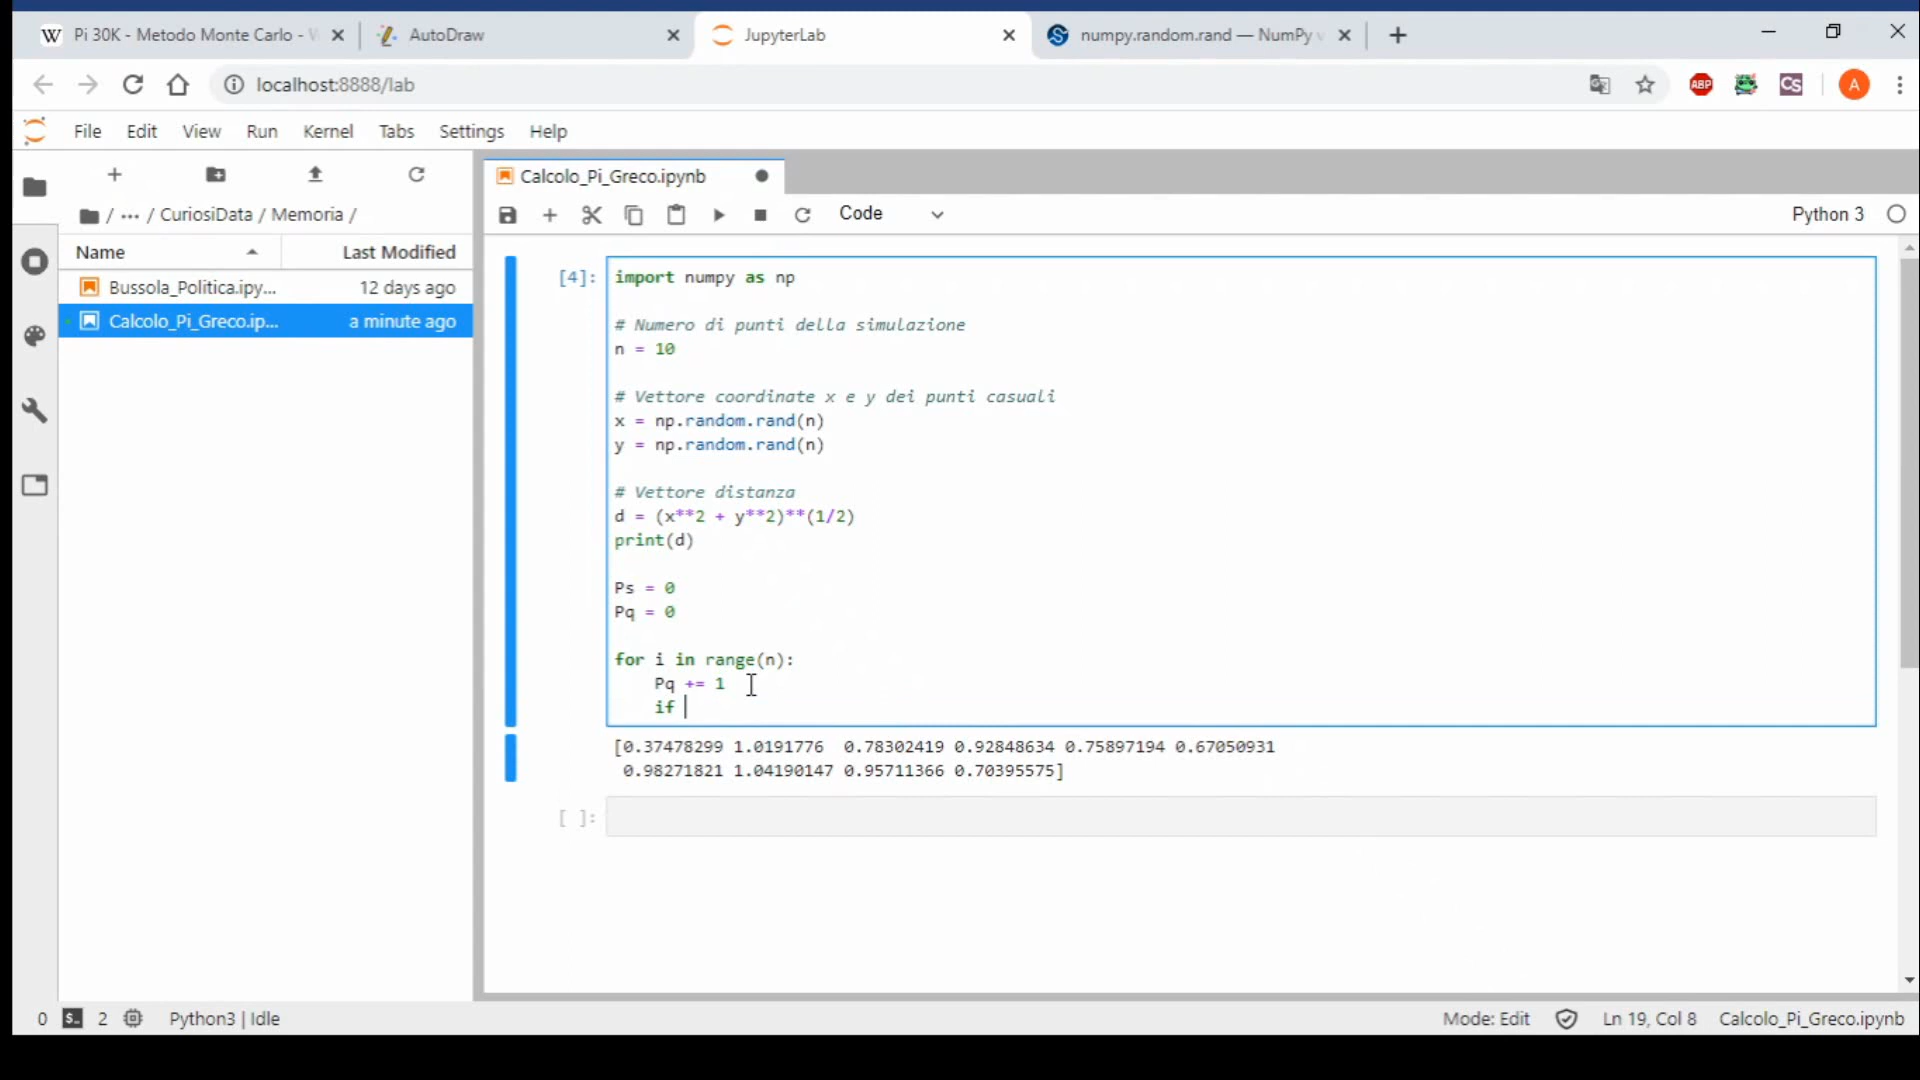 Pi 30K - Metodo Monte Carlo -
AutoDraw
JupyterLab
numpy.random.rand — NumPy v
localhost:8888/lab
ABP
CS
A
File Edit View Run Kernel Tabs Settings Help
Calcolo_Pi_Greco.ipynb
/ ··· / CuriosiData / Memoria /
Code
Python 3
Name Last Modified
Bussola_Politica.ipy... 12 days ago
Calcolo_Pi_Greco.ip... a minute ago
[4]:
import numpy as np
# Numero di punti della simulazione
n = 10
# Vettore coordinate x e y dei punti casuali
x = np.random.rand(n)
y = np.random.rand(n)
# Vettore distanza
d = (x**2 + y**2)**(1/2)
print(d)
Ps = 0
Pq = 0
for i in range(n):
    Pq += 1
    if
[0.37478299 1.0191776  0.78302419 0.92848634 0.75897194 0.67050931
 0.98271821 1.04190147 0.95711366 0.70395575]
[ ]:
0 2 Python3 | Idle Mode: Edit Ln 19, Col 8 Calcolo_Pi_Greco.ipynb